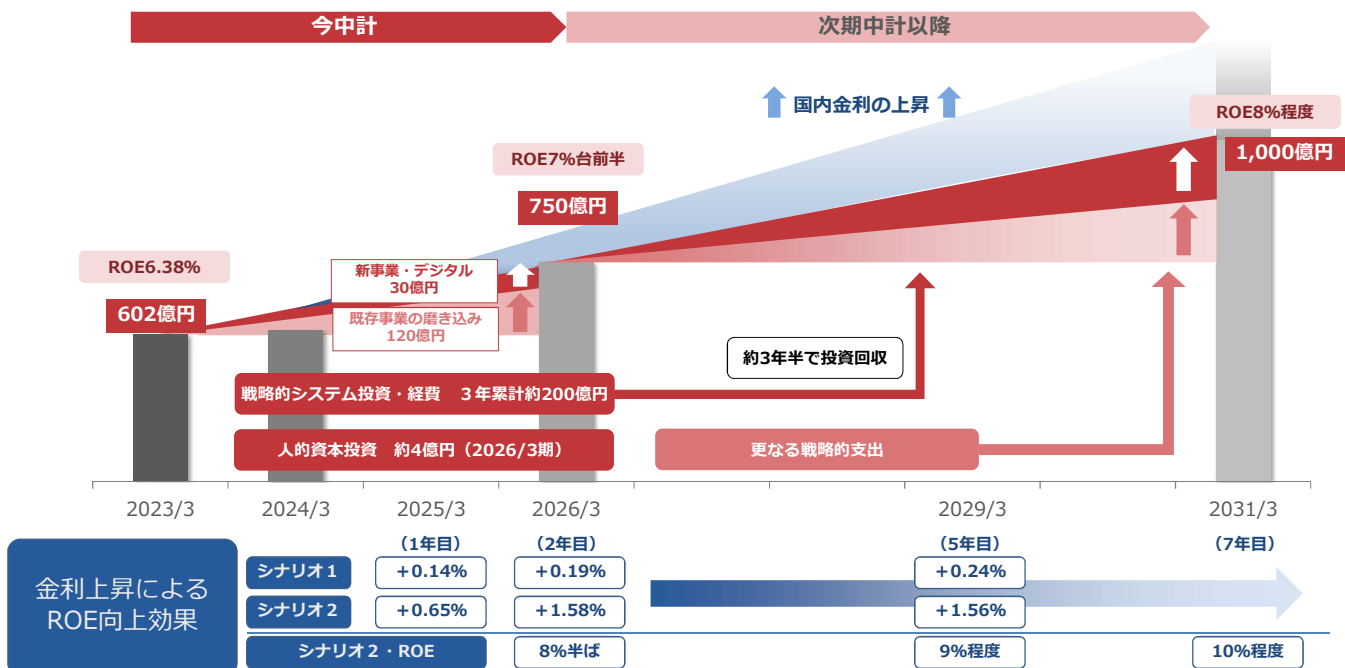 今中計
次期中計以降
国内金利の上昇
ROE8%程度
1,000億円
ROE7%台前半
750億円
ROE6.38%
602億円
新事業・デジタル
30億円
既存事業の磨き込み
120億円
約3年半で投資回収
戦略的システム投資・経費 3年累計約200億円
人的資本投資 約4億円（2026/3期）
更なる戦略的支出
2023/3 2024/3 2025/3 2026/3 2029/3 2031/3
（1年目） （2年目） （5年目） （7年目）
金利上昇による
ROE向上効果
シナリオ1 +0.14% +0.19% +0.24%
シナリオ2 +0.65% +1.58% +1.56%
シナリオ2・ROE 8%半ば 9%程度 10%程度